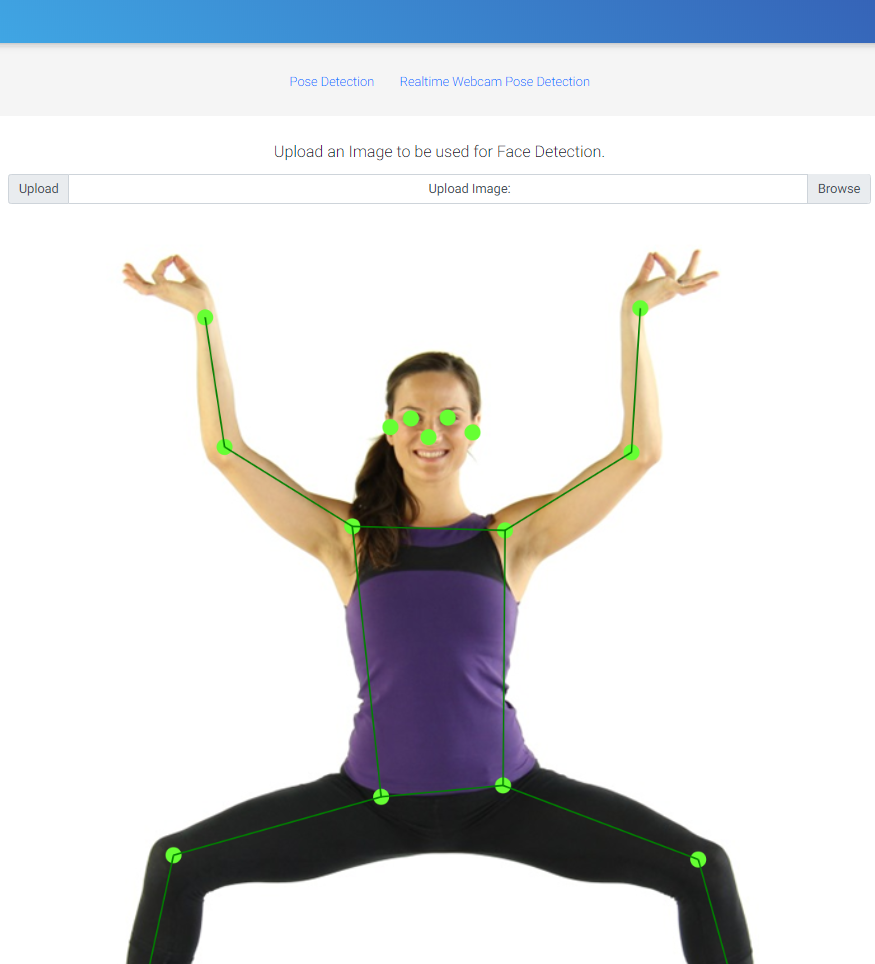 Pose Detection Realtime Webcam Pose Detection
Upload an Image to be used for Face Detection.
Upload Upload Image: Browse